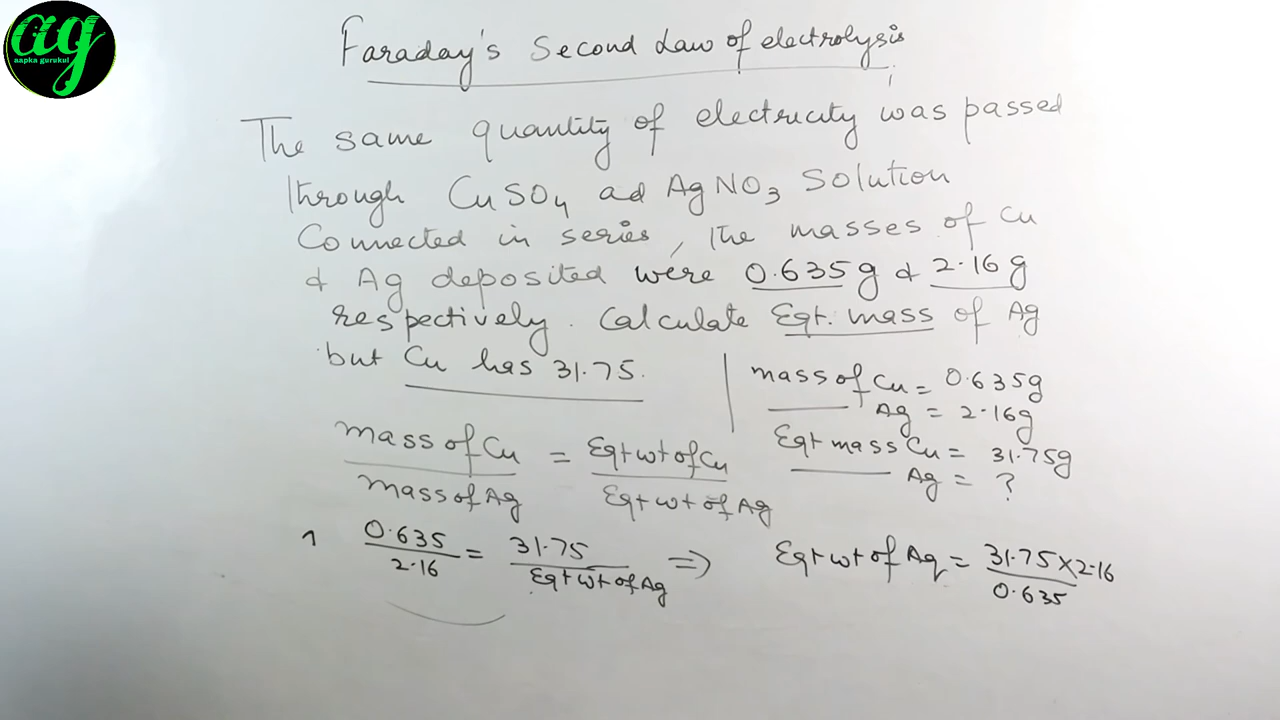 ag
aapka gurukul
Faraday's Second Law of electrolysis
The same quantity of electricity was passed
through CuSO4 ad AgNO3 Solution
Connected in series, The masses of Cu
& Ag deposited were 0.635g & 2.16g
respectively. Calculate Eqt. mass of Ag
but Cu has 31.75.
mass of Cu = 0.635g
Ag = 2.16g
Eqt mass Cu = 31.75g
Ag = ?
mass of Cu = Eqt wt of Cu
mass of Ag Eqt wt of Ag
0.635 = 31.75 => Eqt wt of Ag = 31.75 × 2.16
2.16 Eqt wt of Ag 0.635